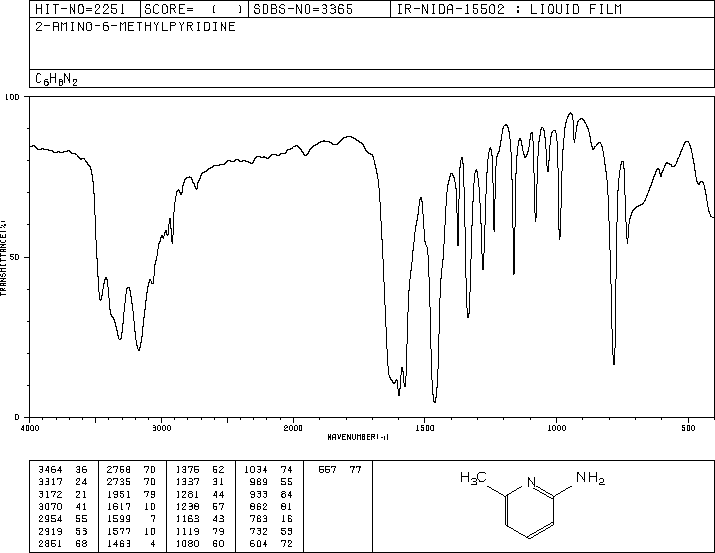 HIT-NO=2251 SCORE= ( ) SDBS-NO=3365 IR-NIDA-15502 : LIQUID FILM
2-AMINO-6-METHYLPYRIDINE
C6H8N2
100
50
0
TRANSMITTANCE(%)
4000 3000 2000 1500 1000 500
WAVENUMBER(-1)
3464 36 2768 70 1376 52 1034 74 557 77
3317 24 2735 70 1337 31 989 55
3172 21 1951 79 1281 44 933 84
3070 41 1617 10 1238 57 862 81
2954 55 1599 7 1163 43 783 16
2919 53 1577 10 1119 79 732 53
2861 68 1463 4 1080 60 604 72
H3C N NH2